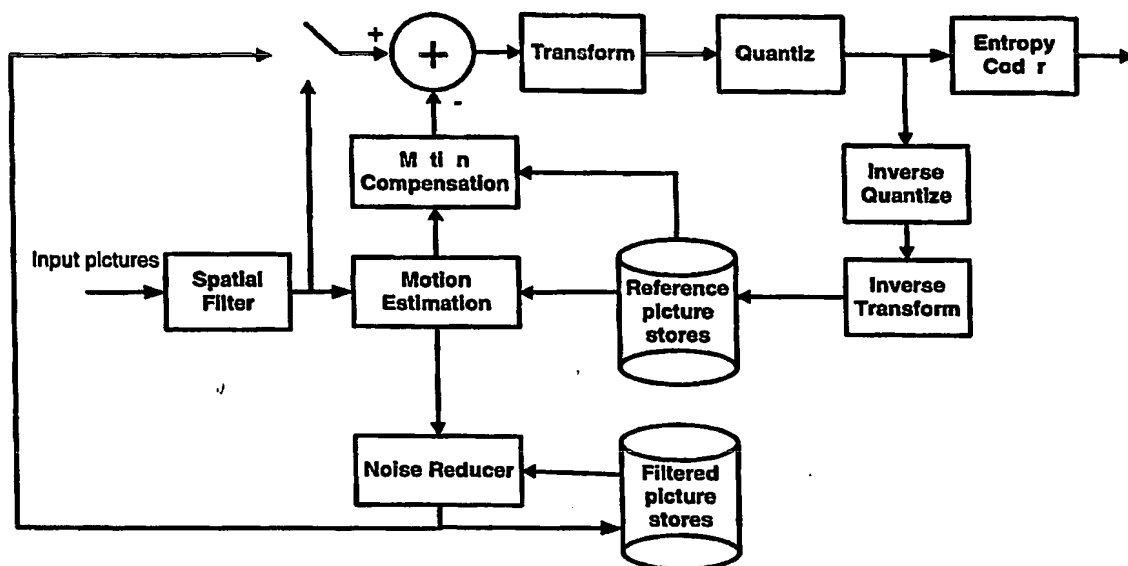 +
+
Transform
Quantiz
Entropy
Cod r
-
M ti n
Compensation
Inverse
Quantize
Input pictures
Spatial
Filter
Motion
Estimation
Reference
picture
stores
Inverse
Transform
Noise Reducer
Filtered
picture
stores